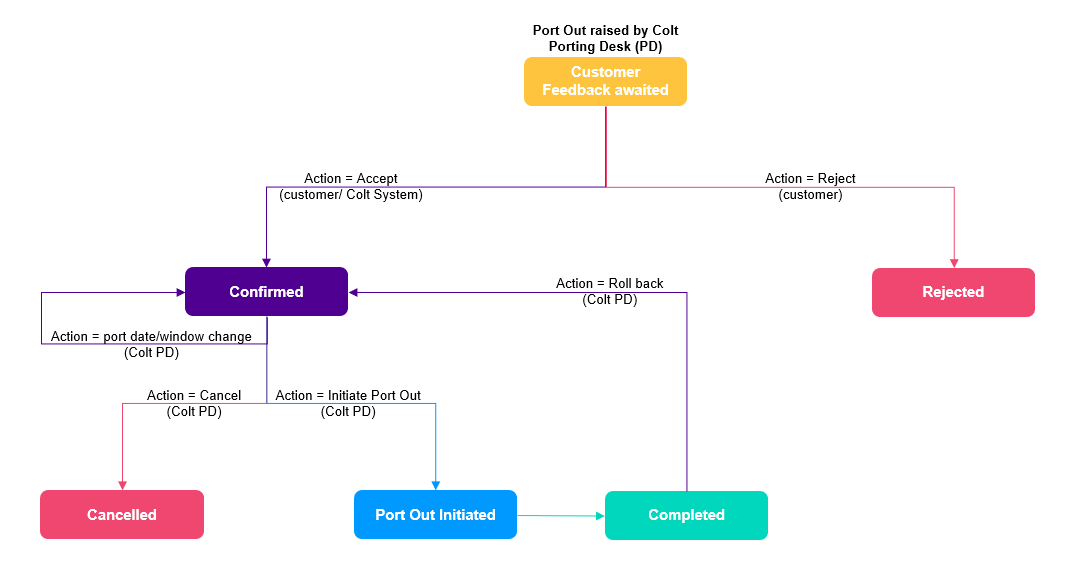 Port Out raised by Colt
Porting Desk (PD)
Customer
Feedback awaited
Action = Accept
(customer/ Colt System)
Action = Reject
(customer)
Confirmed
Action = Roll back
(Colt PD)
Rejected
Action = port date/window change
(Colt PD)
Action = Cancel
(Colt PD)
Action = Initiate Port Out
(Colt PD)
Cancelled
Port Out Initiated
Completed